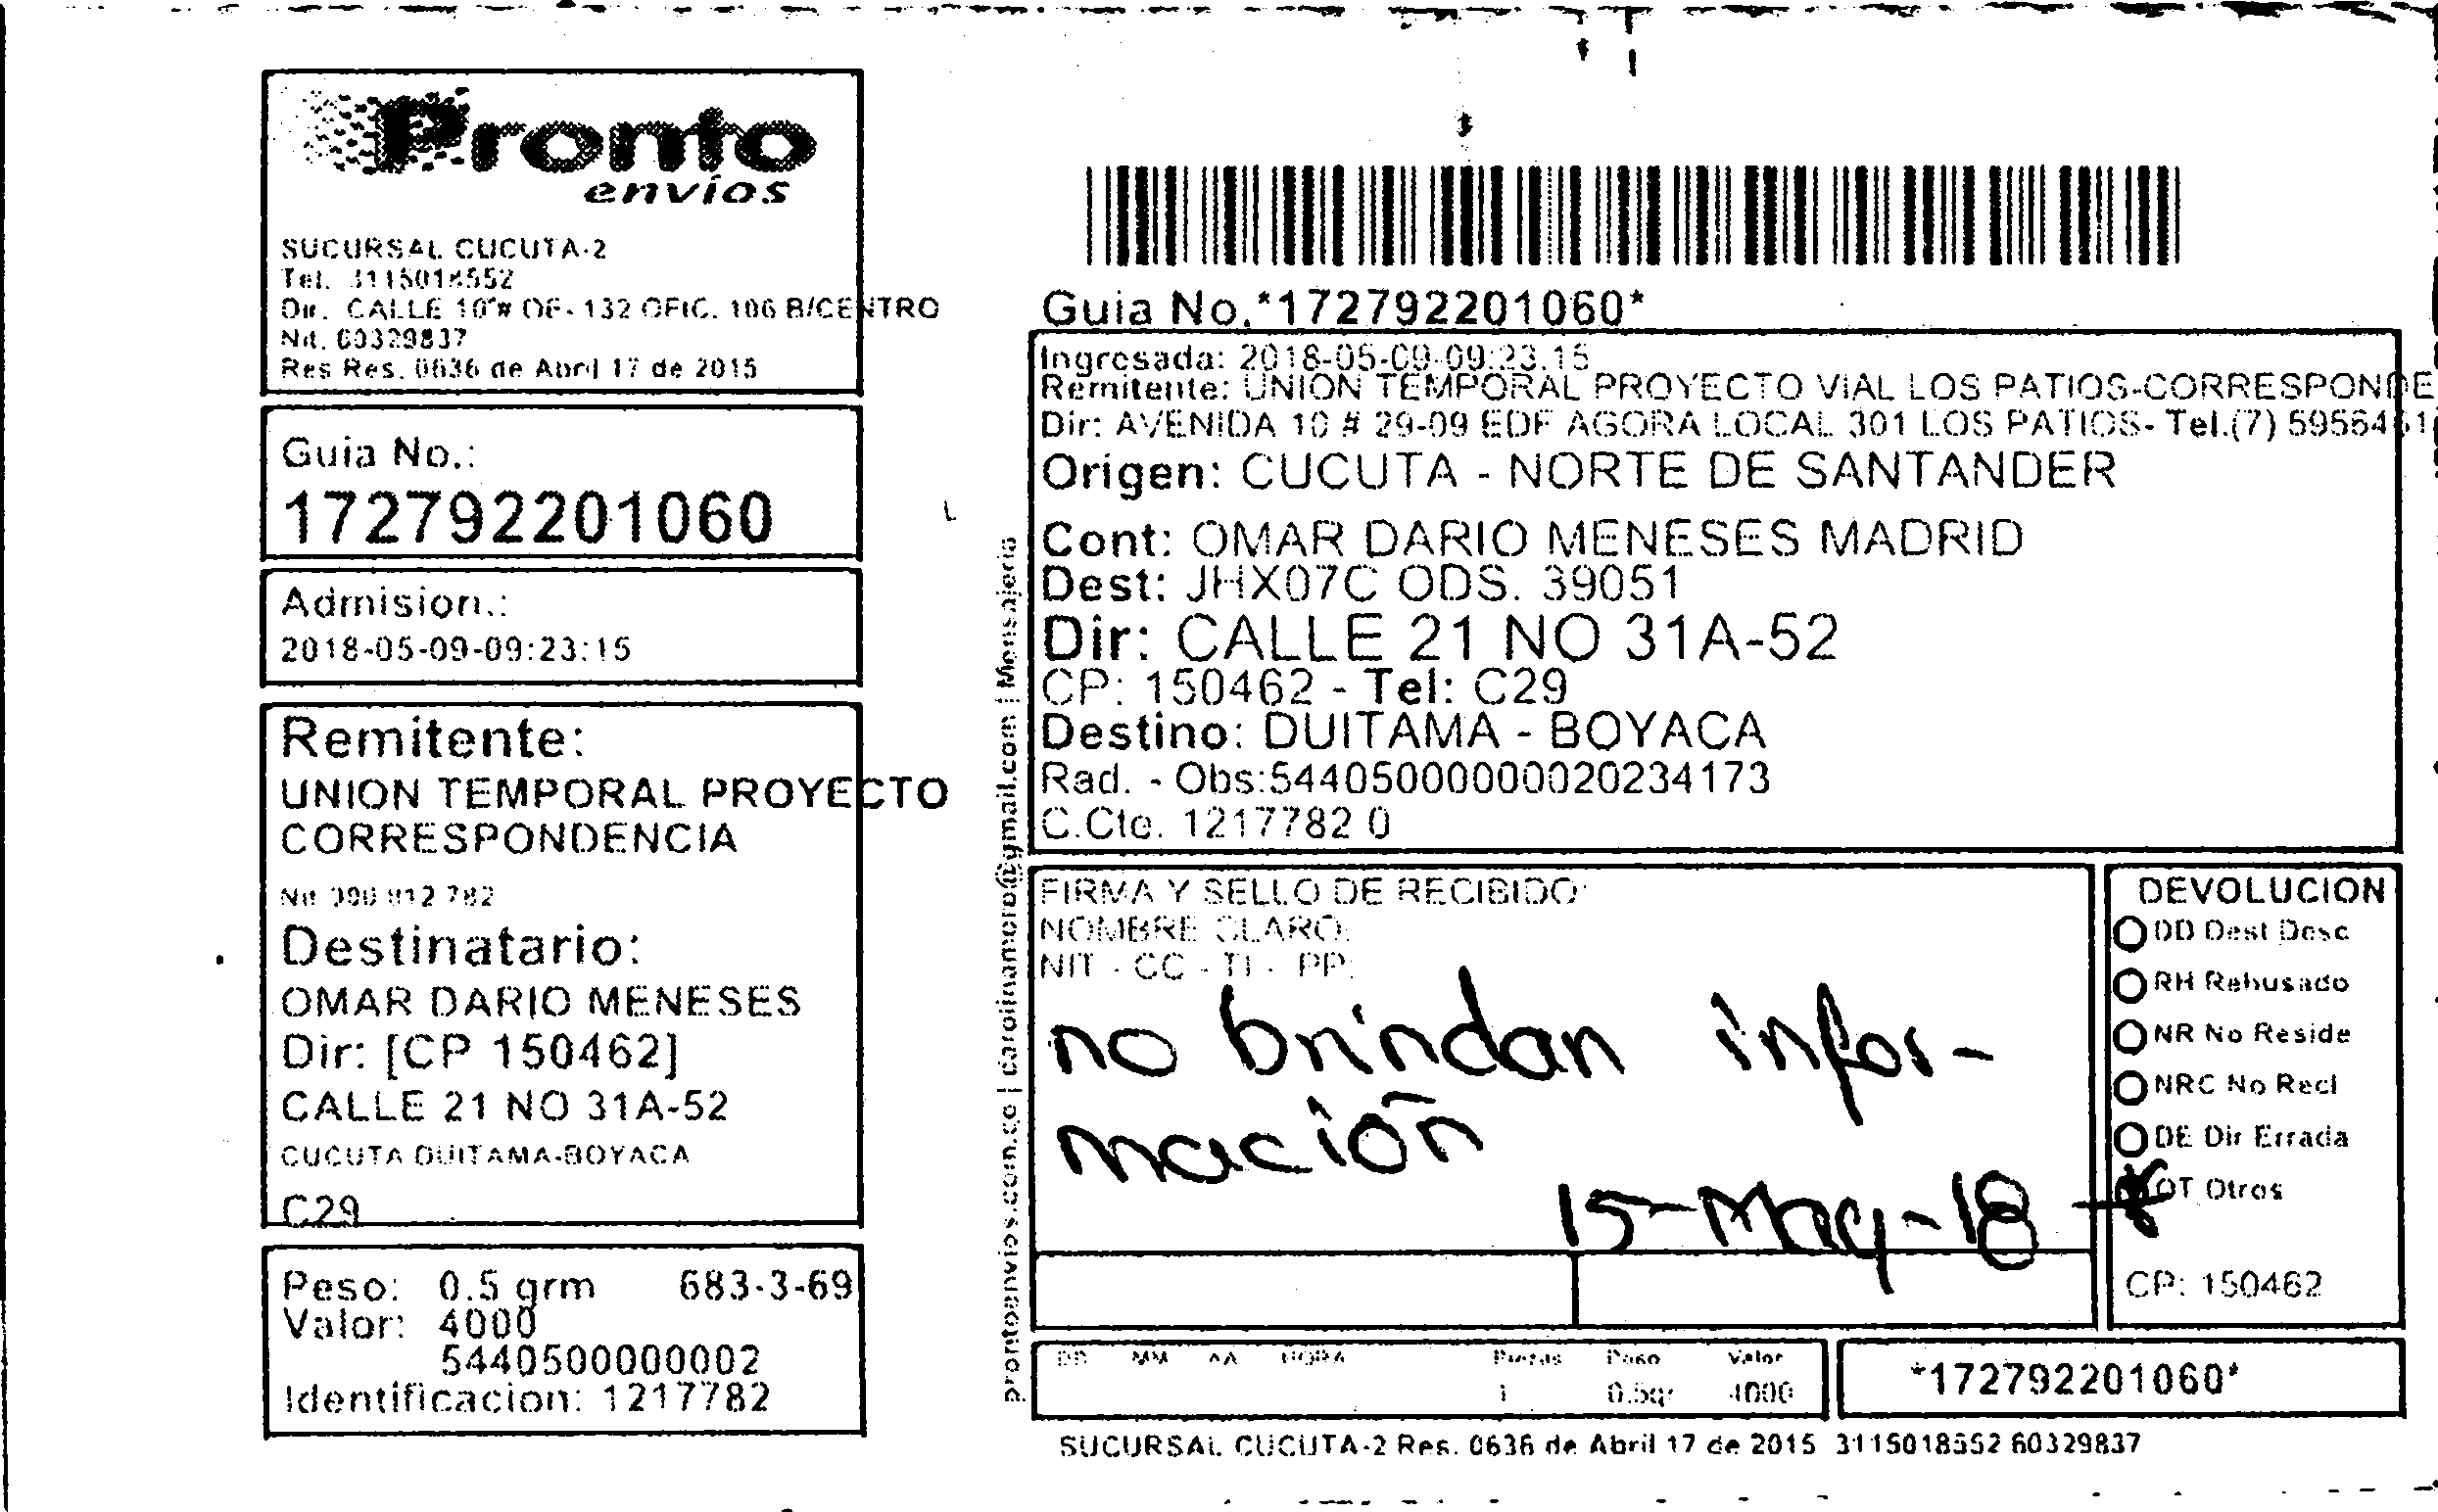 Pronto
envíos
SUCURSAL CUCUTA-2
Tel. 3115018552
Dir. CALLE 10 # OE-132 OFIC. 106 B/CENTRO
Nit. 60329837
Res Res. 0636 de Abril 17 de 2015
Guia No.:
172792201060
Admision.:
2018-05-09-09:23:15
Remitente:
UNION TEMPORAL PROYECTO
CORRESPONDENCIA
Nit 782
Destinatario:
OMAR DARIO MENESES
Dir: [CP 150462]
CALLE 21 NO 31A-52
CUCUTA DUITAMA-BOYACA
C29
Peso: 0.5 grm 683-3-69
Valor: 4000
5440500000002
Identificacion: 1217782
prontoenvios.com.co | @gmail.com | Mensajeria
Guia No.*172792201060*
Ingresada: 2018-05-09-09:23:15
Remitente: UNION TEMPORAL PROYECTO VIAL LOS PATIOS-CORRESPONDE
Dir: AVENIDA 10 # 29-09 EDF AGORA LOCAL 301 LOS PATIOS- Tel.(7)
Origen: CUCUTA - NORTE DE SANTANDER
Cont: OMAR DARIO MENESES MADRID
Dest: JHX07C ODS. 39051
Dir: CALLE 21 NO 31A-52
CP: 150462 - Tel: C29
Destino: DUITAMA - BOYACA
Rad. - Obs:54405000000020234173
C.Cto. 1217782 0
FIRMA Y SELLO DE RECIBIDO:
NOMBRE CLARO:
NIT - CC - TI - PP:
no brindan infor-
mación
15-May-18
DEVOLUCION
DD Dest Desc
RH Rehusado
NR No Reside
NRC No Recl
DE Dir Errada
OT Otros
CP: 150462
DD MM AA HORA Piezas Peso Valor
1 0.5gr 4000
*172792201060*
SUCURSAL CUCUTA-2 Res. 0636 de Abril 17 de 2015 3115018552 60329837